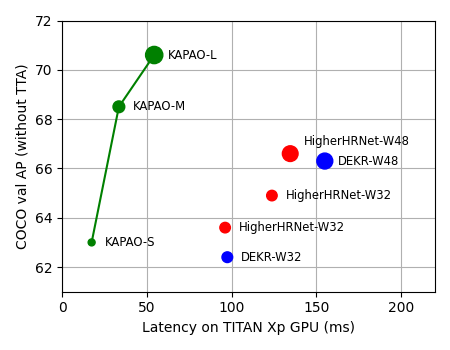 72
70
68
66
64
62
COCO val AP (without TTA)
KAPAO-L
KAPAO-M
HigherHRNet-W48
DEKR-W48
HigherHRNet-W32
HigherHRNet-W32
KAPAO-S
DEKR-W32
0 50 100 150 200
Latency on TITAN Xp GPU (ms)